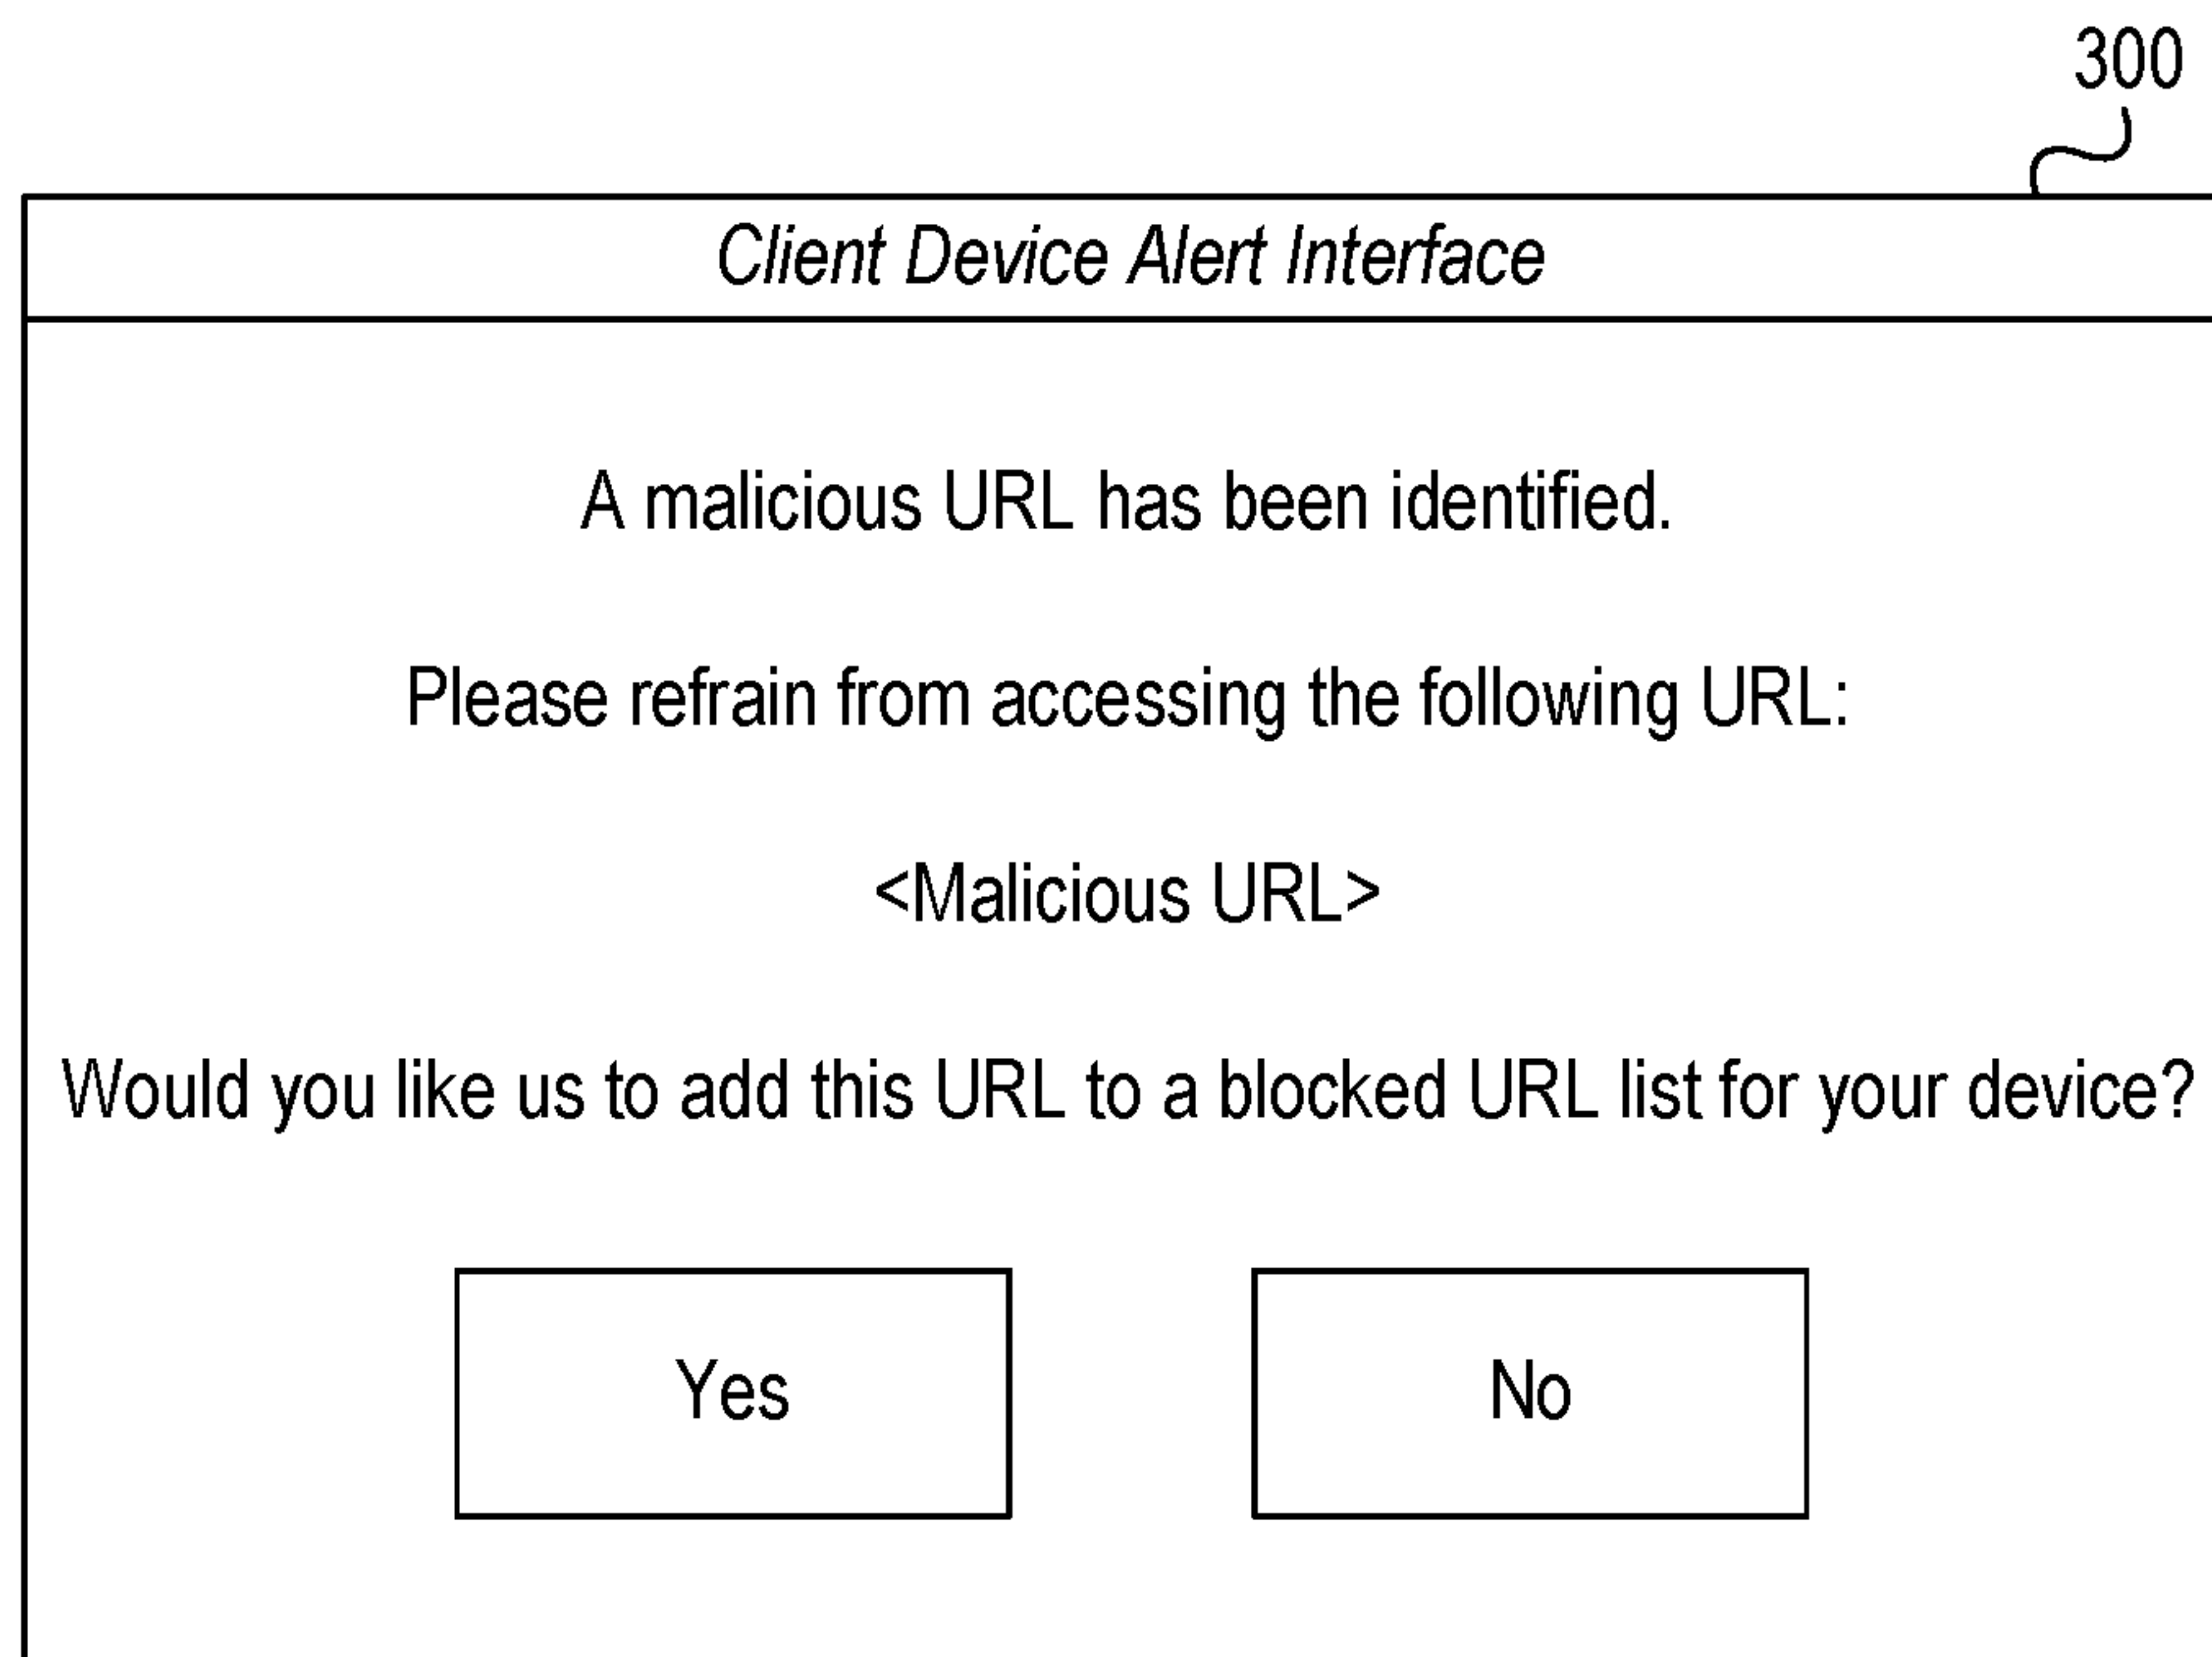 300
Client Device Alert Interface
A malicious URL has been identified.
Please refrain from accessing the following URL:
<Malicious URL>
Would you like us to add this URL to a blocked URL list for your device?
Yes
No